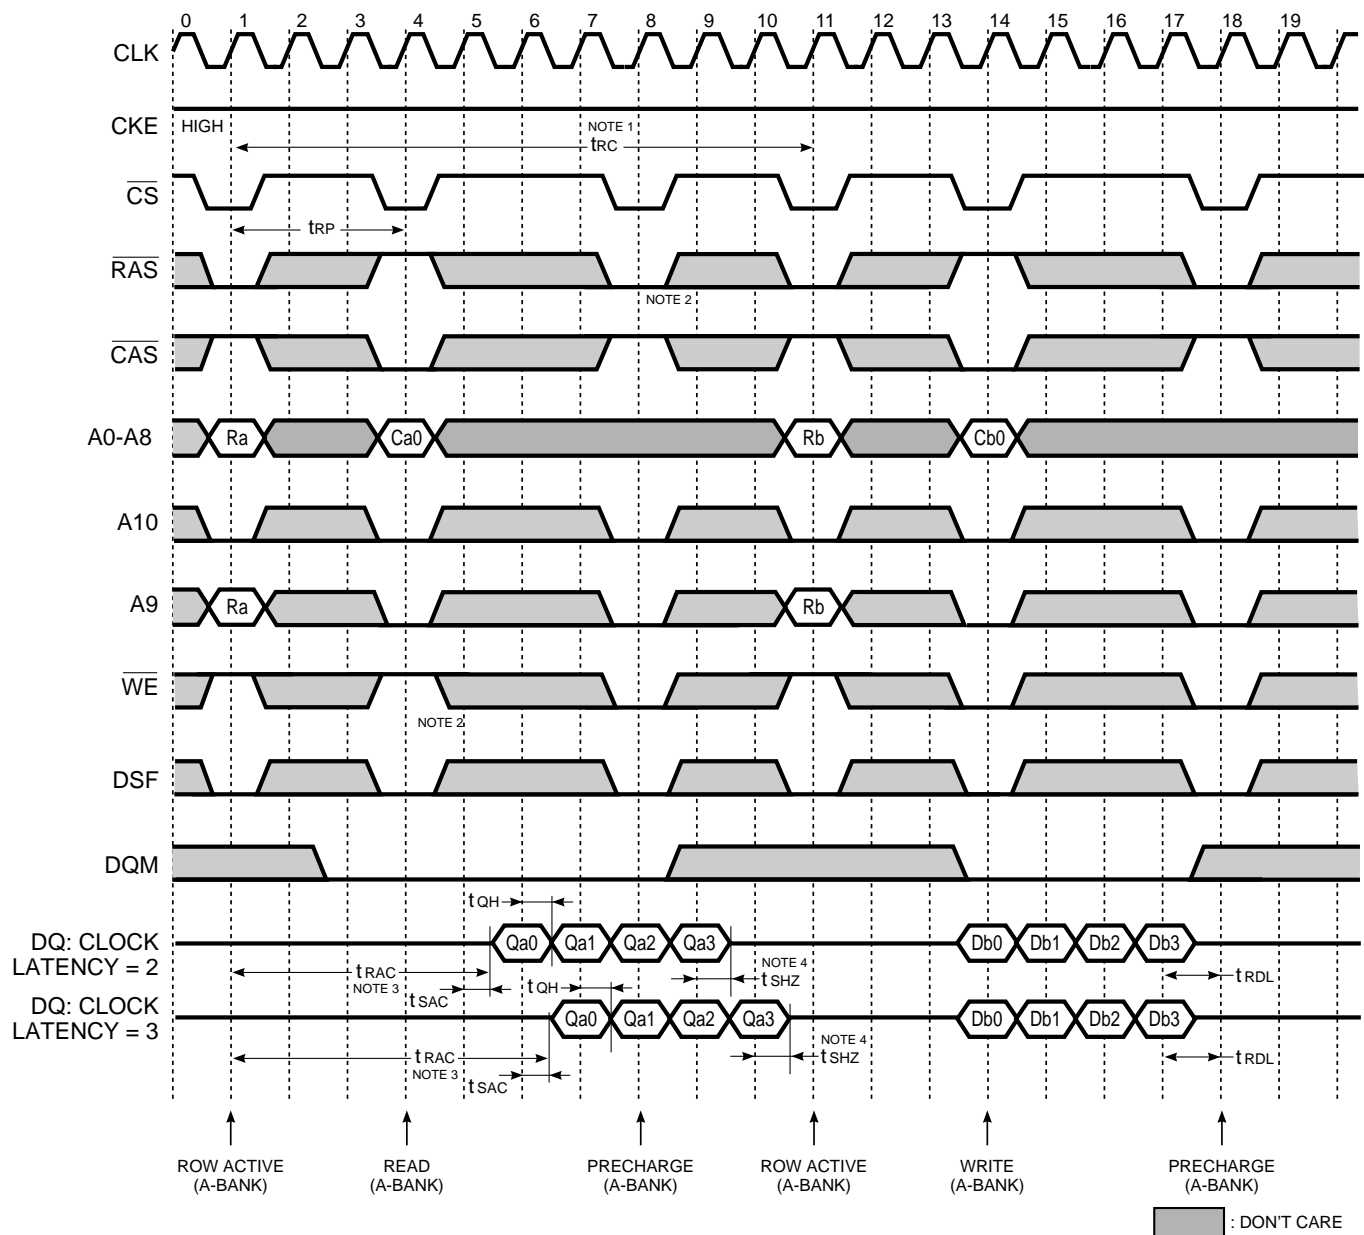 0 1 2 3 4 5 6 7 8 9 10 11 12 13 14 15 16 17 18 19
CLK
CKE HIGH NOTE 1
tRC
CS
tRP
RAS
NOTE 2
CAS
A0-A8 Ra Ca0 Rb Cb0
A10
A9 Ra Rb
WE
NOTE 2
DSF
DQM
tQH
DQ: CLOCK LATENCY = 2 Qa0 Qa1 Qa2 Qa3 Db0 Db1 Db2 Db3
tRAC NOTE 4 tSHZ tRDL
NOTE 3 tSAC tQH
DQ: CLOCK LATENCY = 3 Qa0 Qa1 Qa2 Qa3 Db0 Db1 Db2 Db3
tRAC NOTE 4 tSHZ tRDL
NOTE 3 tSAC
ROW ACTIVE (A-BANK)
READ (A-BANK)
PRECHARGE (A-BANK)
ROW ACTIVE (A-BANK)
WRITE (A-BANK)
PRECHARGE (A-BANK)
: DON'T CARE